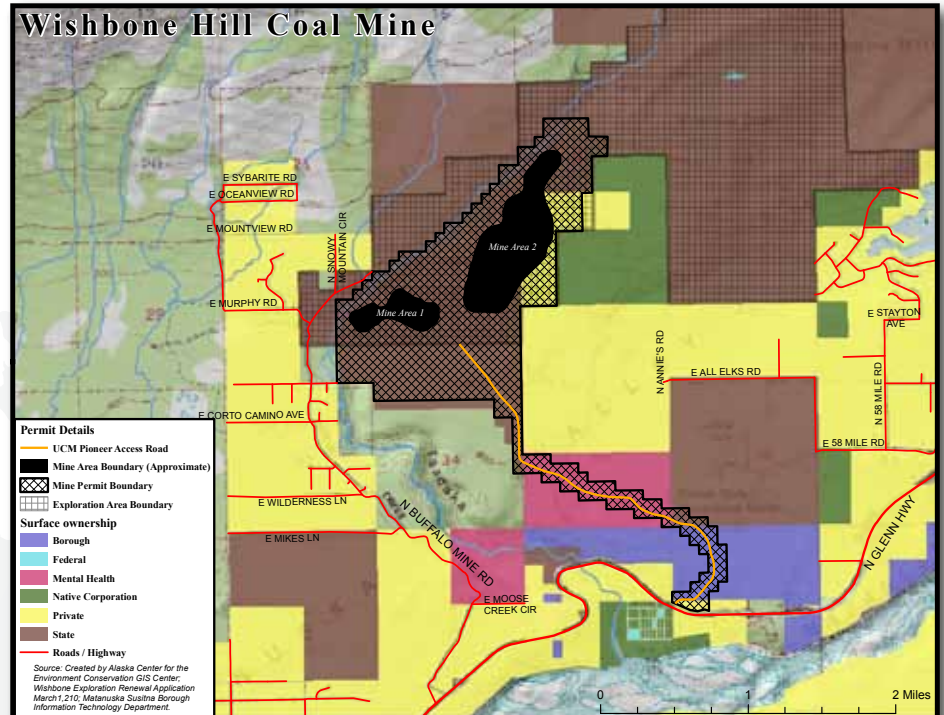 Wishbone Hill Coal Mine
E SYBARITE RD
E OCEANVIEW RD
E MOUNTVIEW RD
N SNOWY
MOUNTAIN CIR
Mine Area 2
E MURPHY RD
29
Mine Area 1
E STAYTON
AVE
N ANNIE'S RD
E ALL ELKS RD
N 58 MILE RD
E CORTO CAMINO AVE
E 58 MILE RD
34
E WILDERNESS LN
N BUFFALO MINE RD
N GLENN HWY
E MIKES LN
E MOOSE
CREEK CIR
Permit Details
UCM Pioneer Access Road
Mine Area Boundary (Approximate)
Mine Permit Boundary
Exploration Area Boundary
Surface ownership
Borough
Federal
Mental Health
Native Corporation
Private
State
Roads / Highway
Source: Created by Alaska Center for the
Environment Conservation GIS Center;
Wishbone Exploration Renewal Application
March1,210; Matanuska Susitna Borough
Information Technology Department.
0 1 2 Miles